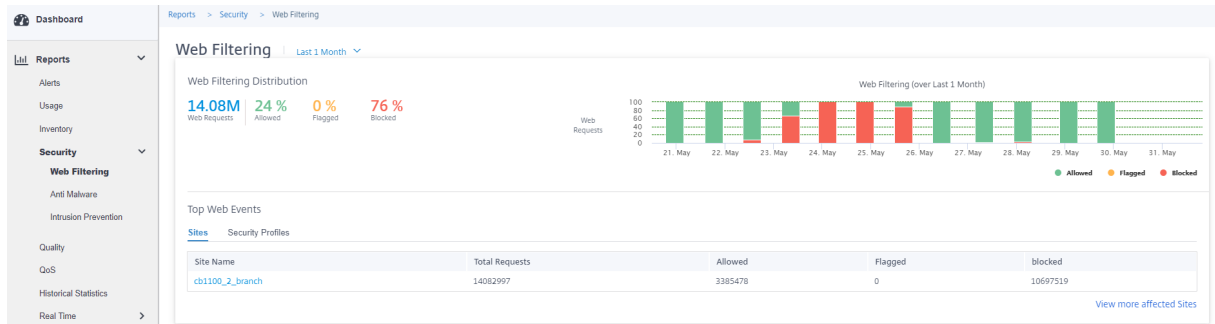 Dashboard
Reports > Security > Web Filtering
Reports
Alerts
Usage
Inventory
Security
Web Filtering
Anti Malware
Intrusion Prevention
Quality
QoS
Historical Statistics
Real Time >
Web Filtering | Last 1 Month
Web Filtering Distribution
14.08M 24 % 0 % 76 %
Web Requests Allowed Flagged Blocked
Web Filtering (over Last 1 Month)
Web
Requests
100
80
60
40
20
0
21. May 22. May 23. May 24. May 25. May 26. May 27. May 28. May 29. May 30. May 31. May
Allowed Flagged Blocked
Top Web Events
Sites Security Profiles
Site Name Total Requests Allowed Flagged blocked
cb1100_2_branch 14082997 3385478 0 10697519
View more affected Sites